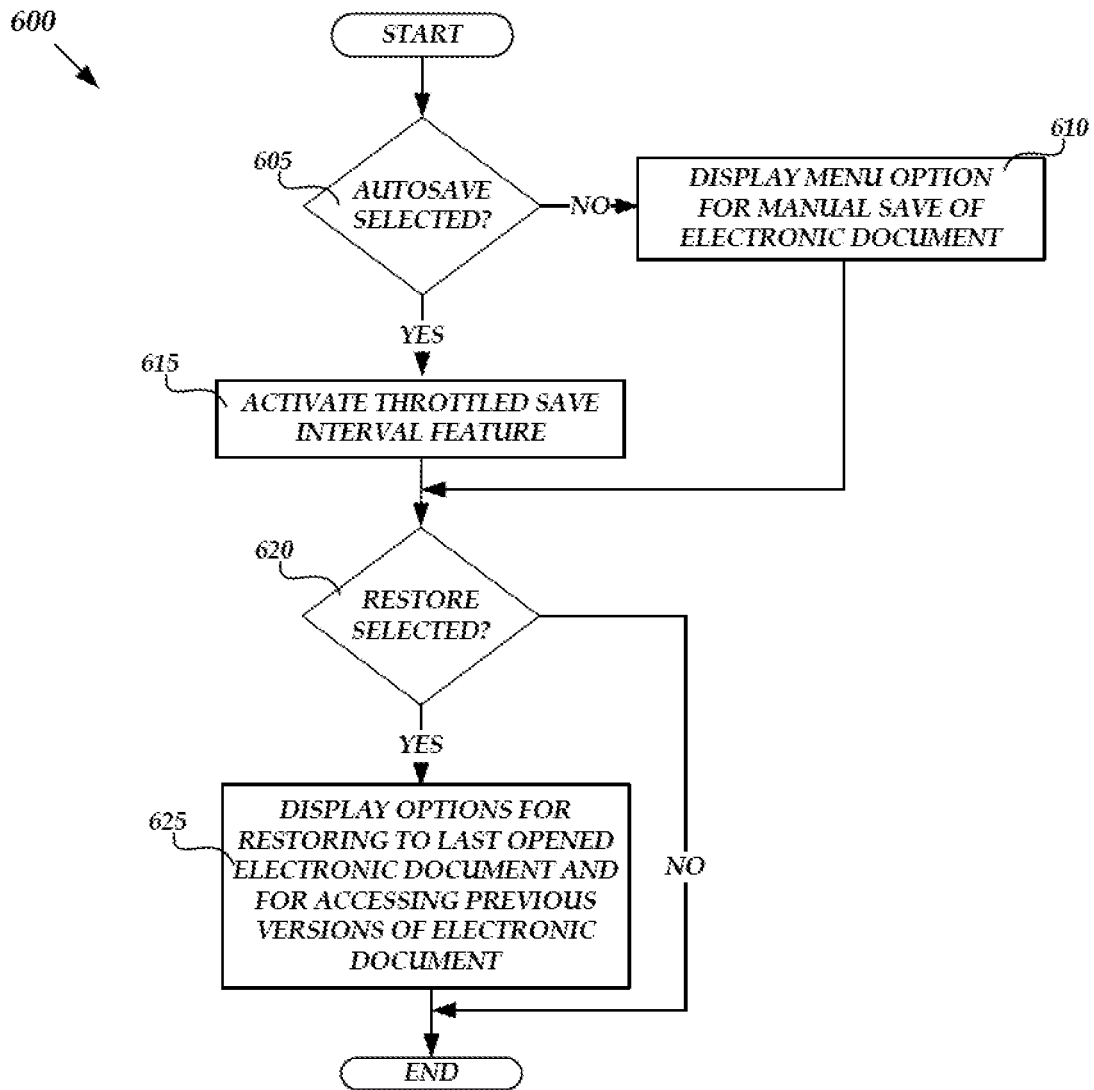 600
START
605
AUTOSAVE
SELECTED?
NO
610
DISPLAY MENU OPTION
FOR MANUAL SAVE OF
ELECTRONIC DOCUMENT
YES
615
ACTIVATE THROTTLED SAVE
INTERVAL FEATURE
620
RESTORE
SELECTED?
YES
NO
625
DISPLAY OPTIONS FOR
RESTORING TO LAST OPENED
ELECTRONIC DOCUMENT AND
FOR ACCESSING PREVIOUS
VERSIONS OF ELECTRONIC
DOCUMENT
END